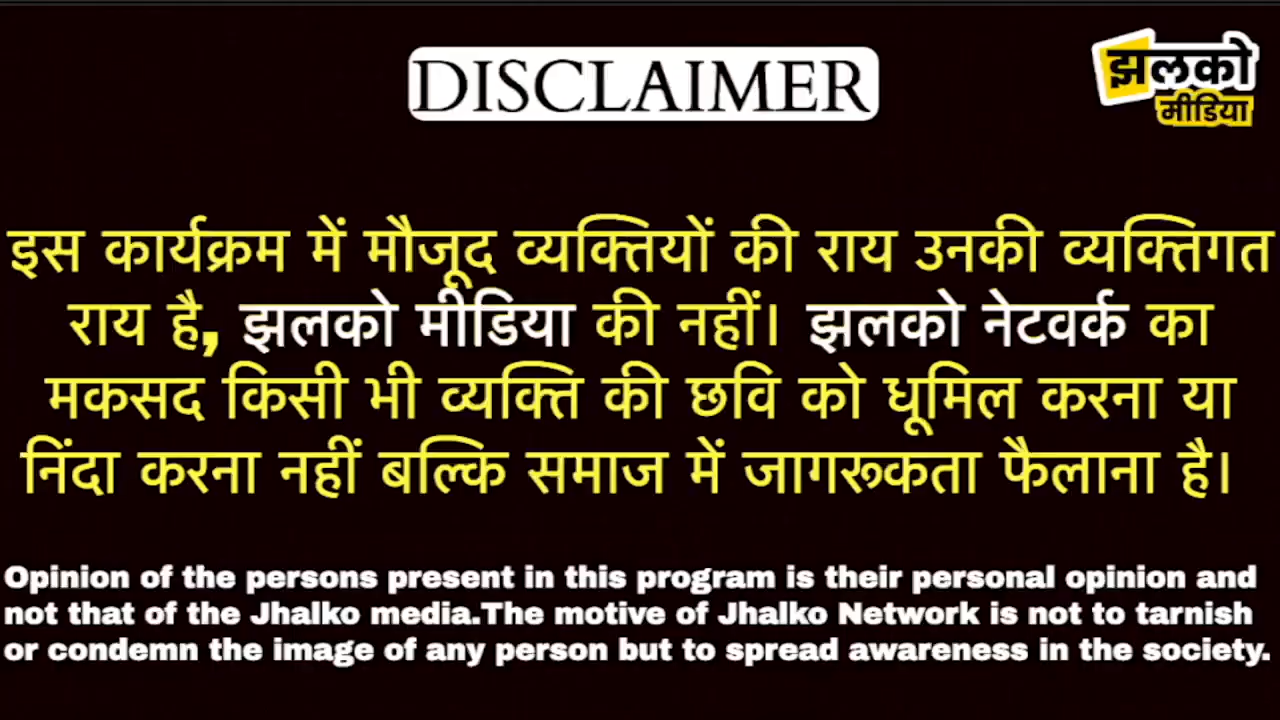 DISCLAIMER
झलको
मीडिया
इस कार्यक्रम में मौजूद व्यक्तियों की राय उनकी व्यक्तिगत
राय है, झलको मीडिया की नहीं। झलको नेटवर्क का
मकसद किसी भी व्यक्ति की छवि को धूमिल करना या
निंदा करना नहीं बल्कि समाज में जागरूकता फैलाना है।
Opinion of the persons present in this program is their personal opinion and
not that of the Jhalko media.The motive of Jhalko Network is not to tarnish
or condemn the image of any person but to spread awareness in the society.